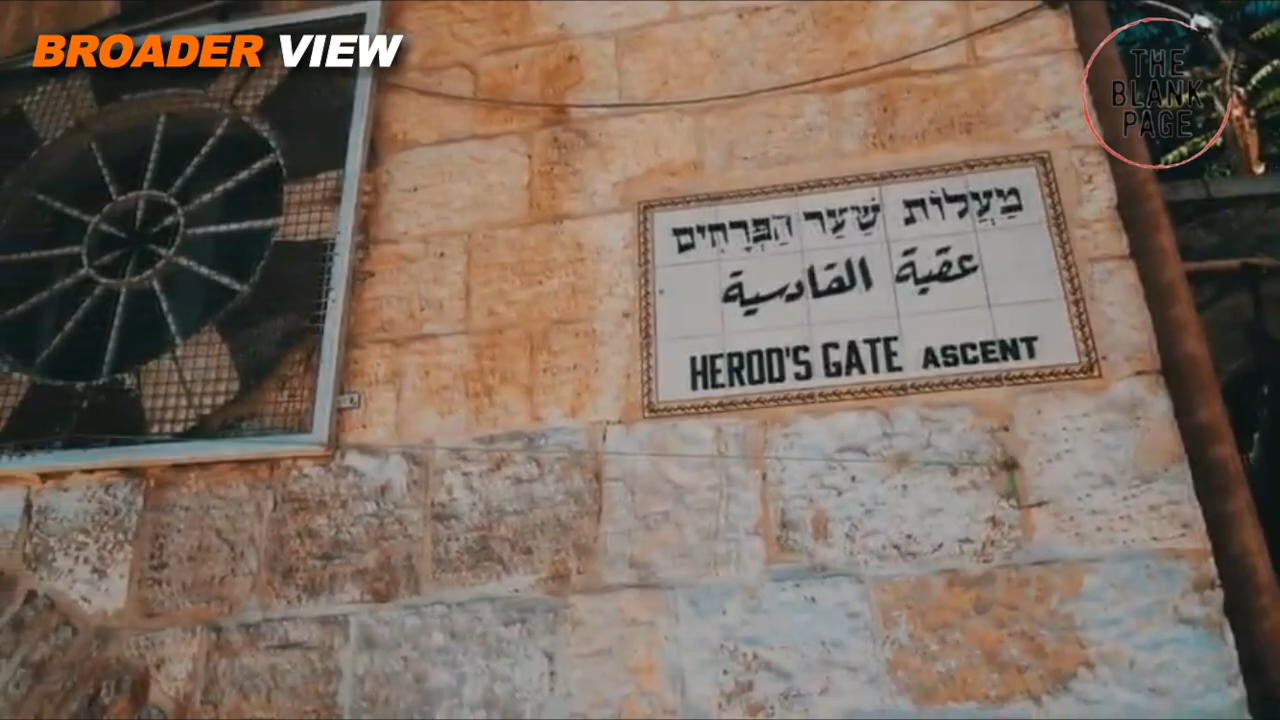 BROADER VIEW
THE
BLANK
PAGE
מַעֲלוֹת שַׁעַר הַפְּרָחִים
عقبة القادسية
HEROD'S GATE ASCENT